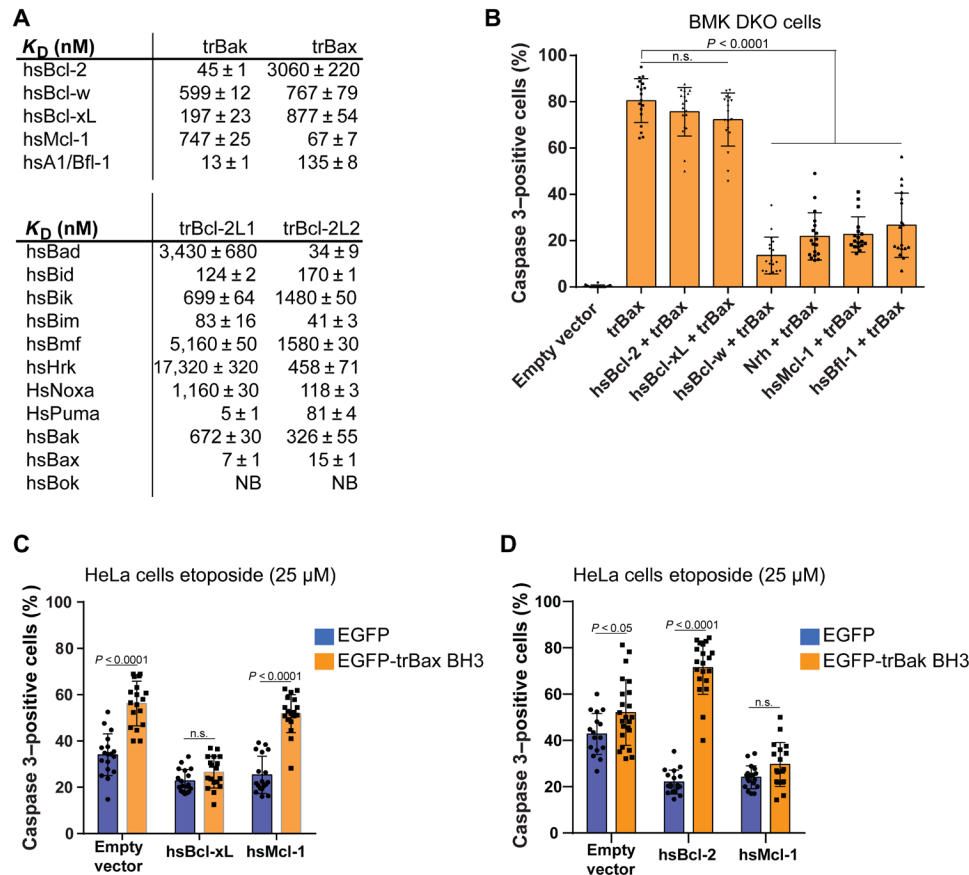 A
K_D (nM) trBak trBax
hsBcl-2 45 ± 1 3060 ± 220
hsBcl-w 599 ± 12 767 ± 79
hsBcl-xL 197 ± 23 877 ± 54
hsMcl-1 747 ± 25 67 ± 7
hsA1/Bfl-1 13 ± 1 135 ± 8
K_D (nM) trBcl-2L1 trBcl-2L2
hsBad 3,430 ± 680 34 ± 9
hsBid 124 ± 2 170 ± 1
hsBik 699 ± 64 1480 ± 50
hsBim 83 ± 16 41 ± 3
hsBmf 5,160 ± 50 1580 ± 30
hsHrk 17,320 ± 320 458 ± 71
HsNoxa 1,160 ± 30 118 ± 3
HsPuma 5 ± 1 81 ± 4
hsBak 672 ± 30 326 ± 55
hsBax 7 ± 1 15 ± 1
hsBok NB NB
B
BMK DKO cells
P < 0.0001
n.s.
Caspase 3–positive cells (%)
100
80
60
40
20
0
Empty vector
trBax
hsBcl-2 + trBax
hsBcl-xL + trBax
hsBcl-w + trBax
Nrh + trBax
hsMcl-1 + trBax
hsBfl-1 + trBax
C
HeLa cells etoposide (25 μM)
Caspase 3–positive cells (%)
100
80
60
40
20
0
P < 0.0001
n.s.
P < 0.0001
EGFP
EGFP-trBax BH3
Empty
vector
hsBcl-xL
hsMcl-1
D
HeLa cells etoposide (25 μM)
Caspase 3–positive cells (%)
100
80
60
40
20
0
P < 0.05
P < 0.0001
n.s.
EGFP
EGFP-trBak BH3
Empty
vector
hsBcl-2
hsMcl-1